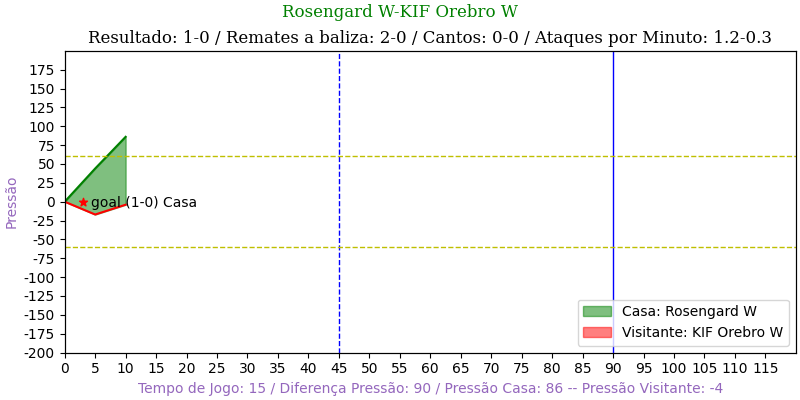 Rosengard W-KIF Orebro W
Resultado: 1-0 / Remates a baliza: 2-0 / Cantos: 0-0 / Ataques por Minuto: 1.2-0.3
175
150
125
100
75
50
25
0
-25
-50
-75
-100
-125
-150
-175
-200
Pressão
goal (1-0) Casa
Casa: Rosengard W
Visitante: KIF Orebro W
0 5 10 15 20 25 30 35 40 45 50 55 60 65 70 75 80 85 90 95 100 105 110 115
Tempo de Jogo: 15 / Diferença Pressão: 90 / Pressão Casa: 86 -- Pressão Visitante: -4